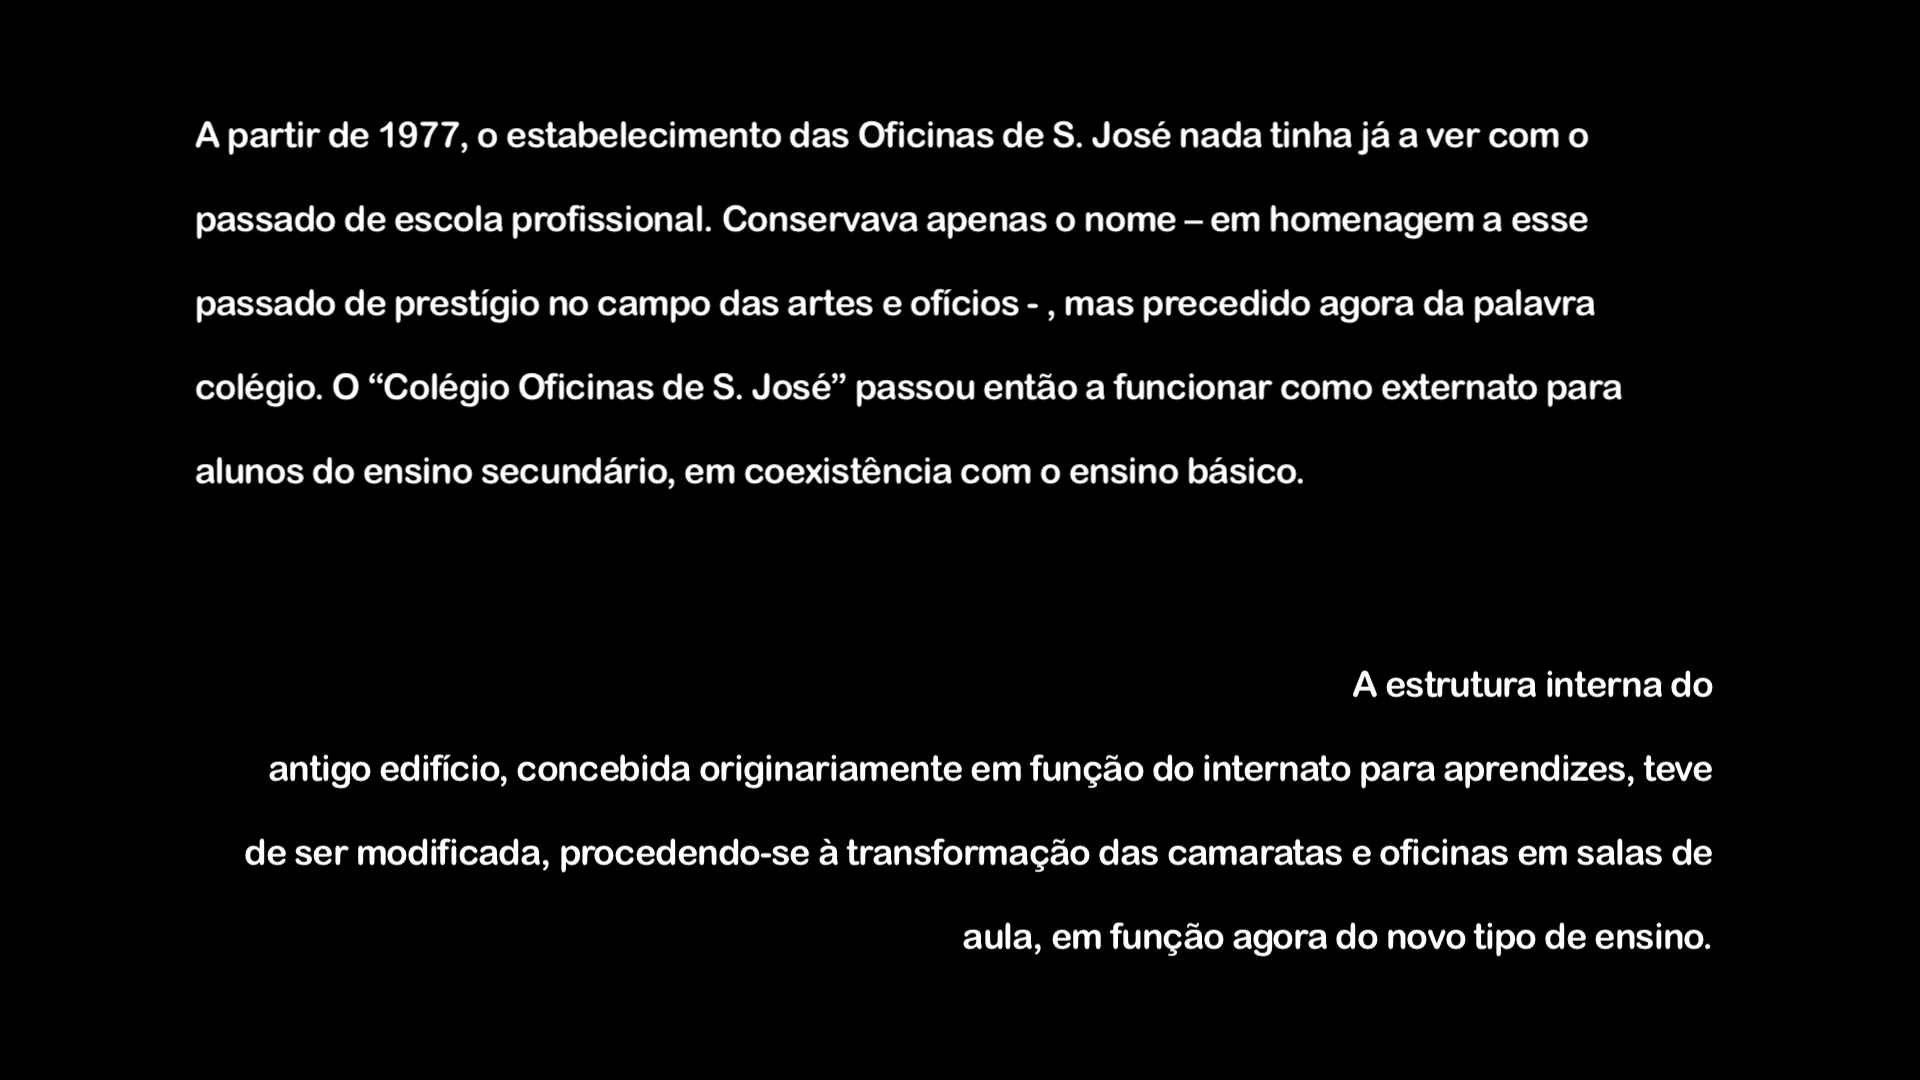 A partir de 1977, o estabelecimento das Oficinas de S. José nada tinha já a ver com o
passado de escola profissional. Conservava apenas o nome – em homenagem a esse
passado de prestígio no campo das artes e ofícios - , mas precedido agora da palavra
colégio. O “Colégio Oficinas de S. José” passou então a funcionar como externato para
alunos do ensino secundário, em coexistência com o ensino básico.
A estrutura interna do
antigo edifício, concebida originariamente em função do internato para aprendizes, teve
de ser modificada, procedendo-se à transformação das camaratas e oficinas em salas de
aula, em função agora do novo tipo de ensino.